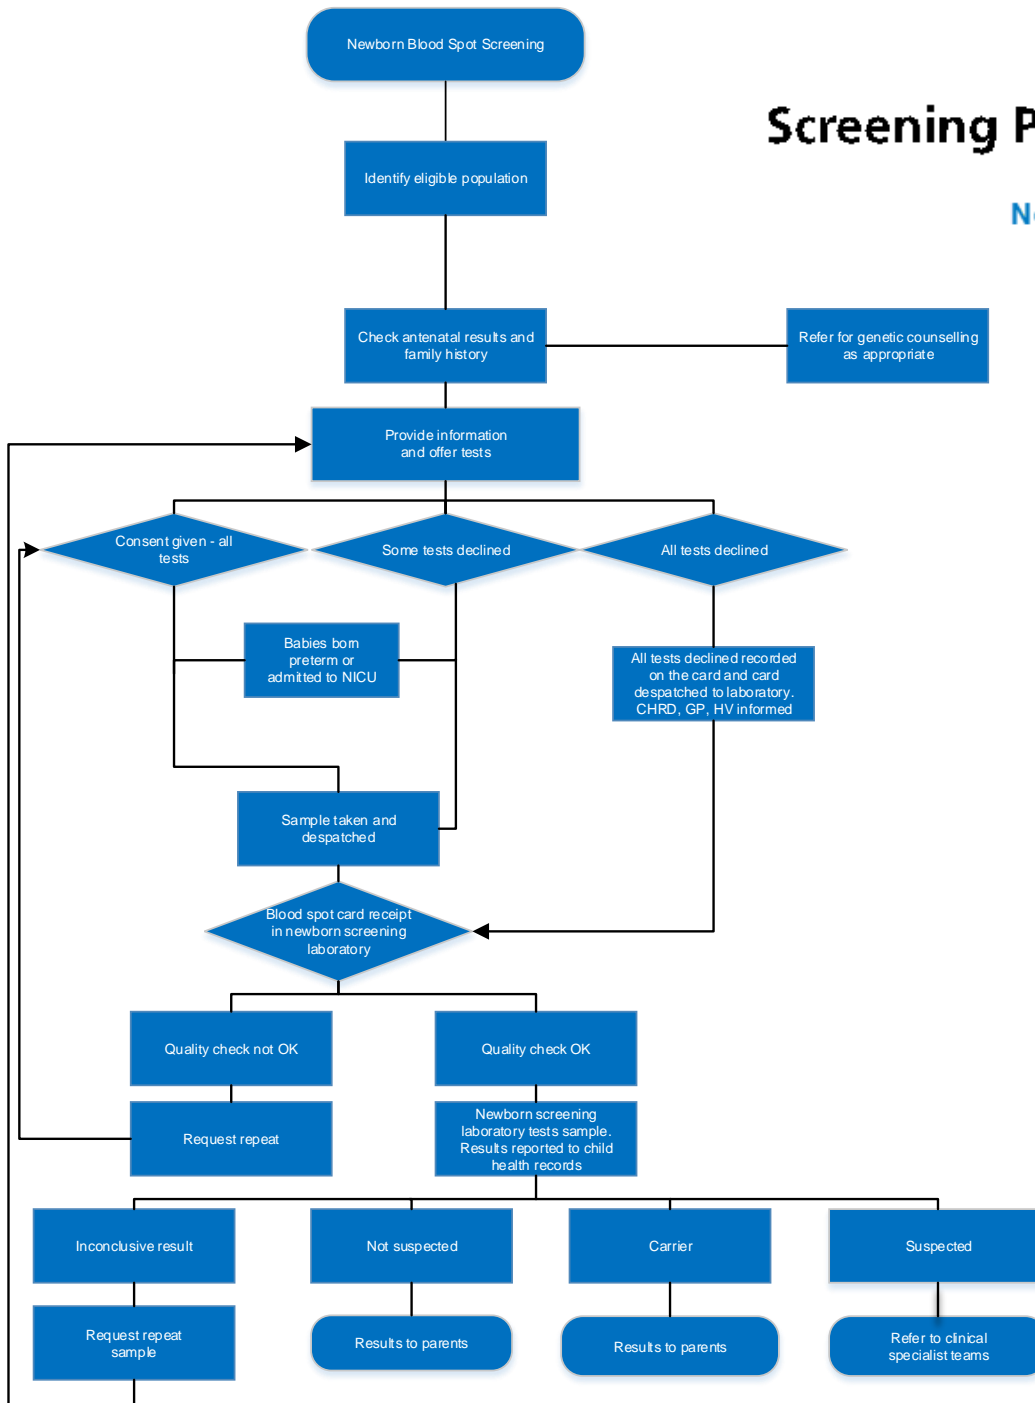 Newborn Blood Spot Screening
Screening P
Identify eligible population
Ne
Check antenatal results and
family history
Refer for genetic counselling
as appropriate
Provide information
and offer tests
Consent given - all
tests
Some tests declined
All tests declined
Babies born
preterm or
admitted to NICU
All tests declined recorded
on the card and card
despatched to laboratory.
CHRD, GP, HV informed
Sample taken and
despatched
Blood spot card receipt
in newborn screening
laboratory
Quality check not OK
Quality check OK
Request repeat
Newborn screening
laboratory tests sample.
Results reported to child
health records
Inconclusive result
Not suspected
Carrier
Suspected
Request repeat
sample
Results to parents
Results to parents
Refer to clinical
specialist teams